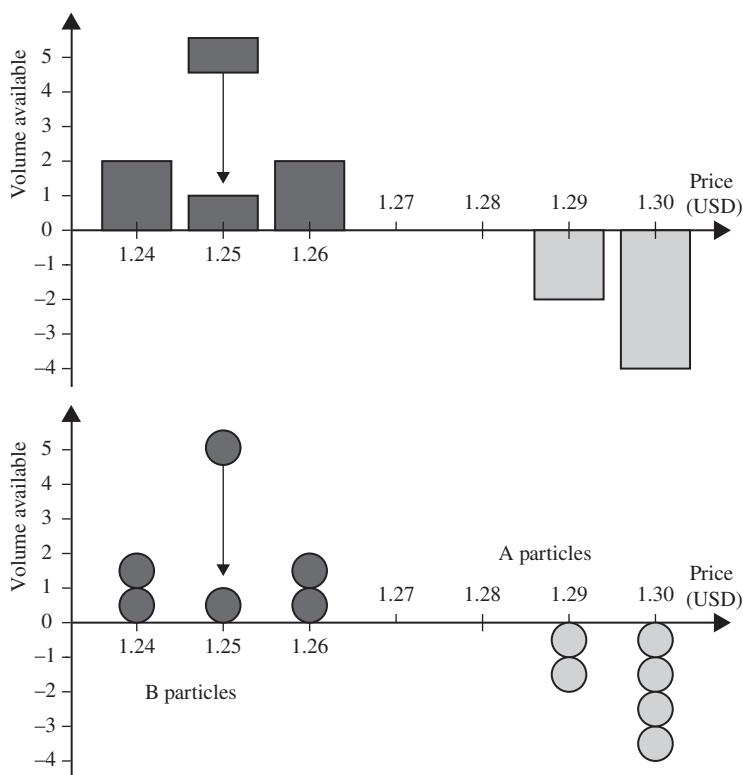 Volume available
5
4
3
2
1
0
–1
–2
–3
–4
1.27 1.28 1.29 1.30 Price
(USD)
1.24 1.25 1.26
Volume available
5
4
3
2
1
0
–1
–2
–3
–4
A particles
1.27 1.28 1.29 1.30 Price
(USD)
1.24 1.25 1.26
B particles